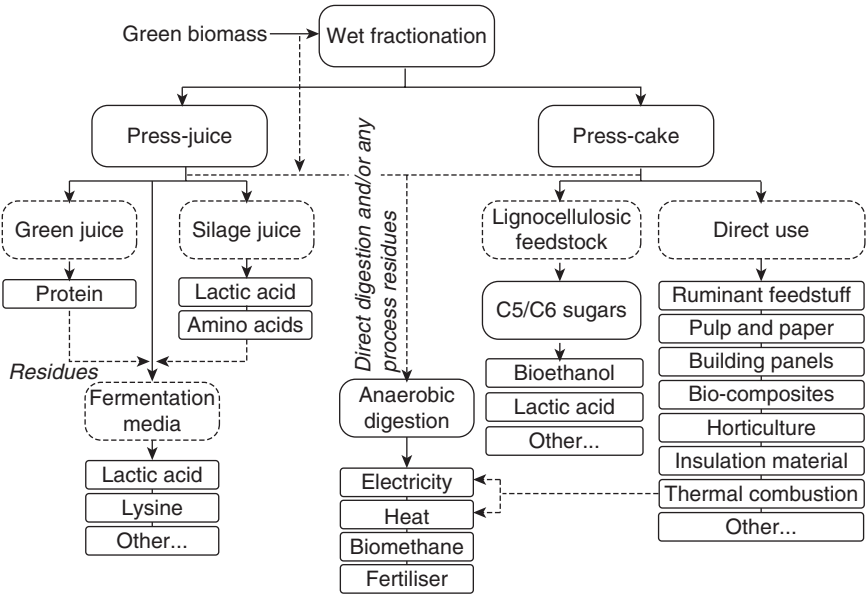 Green biomass
Wet fractionation
Press-juice
Press-cake
Direct digestion and/or any
process residues
Green juice
Silage juice
Lignocellulosic
feedstock
Direct use
Protein
Lactic acid
Amino acids
C5/C6 sugars
Ruminant feedstuff
Pulp and paper
Building panels
Bio-composites
Horticulture
Insulation material
Thermal combustion
Other...
Residues
Fermentation
media
Anaerobic
digestion
Bioethanol
Lactic acid
Other...
Lactic acid
Lysine
Other...
Electricity
Heat
Biomethane
Fertiliser